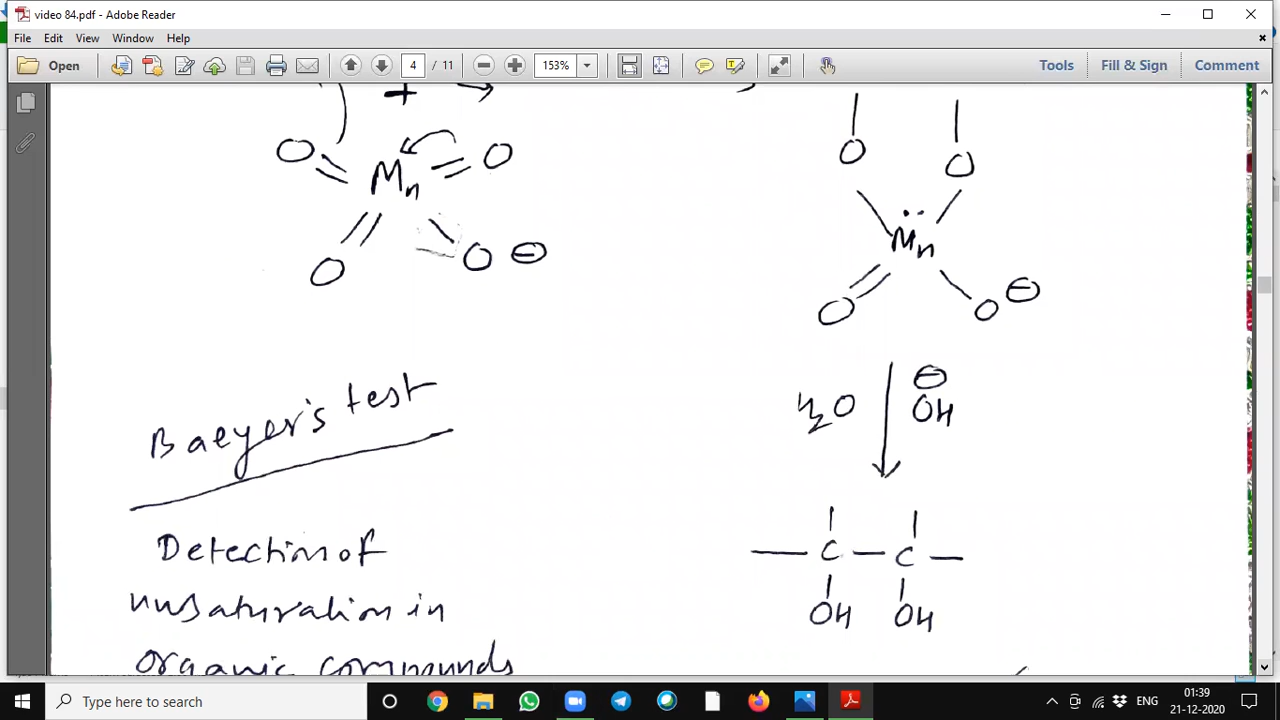 video 84.pdf - Adobe Reader
File Edit View Window Help
Open 4 / 11 153% Tools Fill & Sign Comment
+
O O O O
Mn O Mn
O O ⊖ O O ⊖
Baeyer's test
H2O ⊖ OH
Detection of
unsaturation in
organic compounds
— C — C —
OH OH
Type here to search
ENG
01:39
21-12-2020